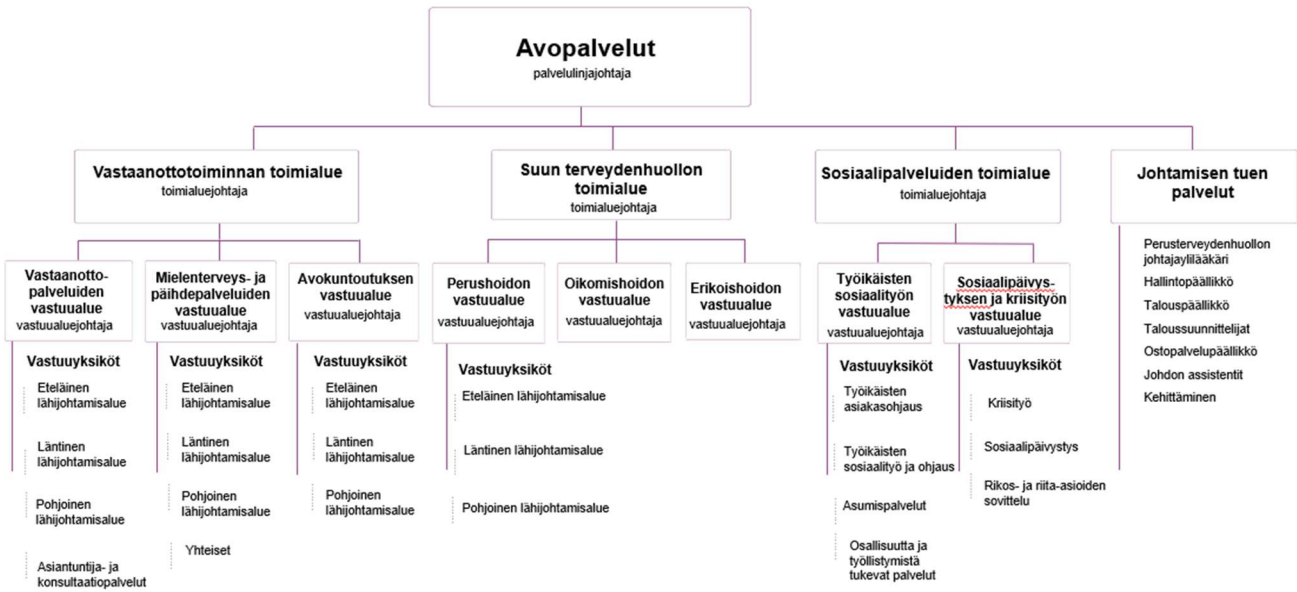 Avopalvelut
palvelulinjajohtaja
Vastaanottotoiminnan toimialue
toimialuejohtaja
Vastaanotto-
palveluiden
vastuualue
vastuualuejohtaja
Vastuuyksiköt
Eteläinen
lähijohtamisalue
Läntinen
lähijohtamisalue
Pohjoinen
lähijohtamisalue
Asiantuntija- ja
konsultaatiopalvelut
Mielenterveys- ja
päihdepalveluiden
vastuualue
vastuualuejohtaja
Vastuuyksiköt
Eteläinen
lähijohtamisalue
Läntinen
lähijohtamisalue
Pohjoinen
lähijohtamisalue
Yhteiset
Avokuntoutuksen
vastuualue
vastuualuejohtaja
Vastuuyksiköt
Eteläinen
lähijohtamisalue
Läntinen
lähijohtamisalue
Pohjoinen
lähijohtamisalue
Suun terveydenhuollon
toimialue
toimialuejohtaja
Perushoidon
vastuualue
vastuualuejohtaja
Vastuuyksiköt
Eteläinen lähijohtamisalue
Läntinen lähijohtamisalue
Pohjoinen lähijohtamisalue
Oikomishoidon
vastuualue
vastuualuejohtaja
Erikoishoidon
vastuualue
vastuualuejohtaja
Sosiaalipalveluiden toimialue
toimialuejohtaja
Työikäisten
sosiaalityön
vastuualue
vastuualuejohtaja
Vastuuyksiköt
Työikäisten
asiakasohjaus
Työikäisten
sosiaalityö ja ohjaus
Asumispalvelut
Osallisuutta ja
työllistymistä
tukevat palvelut
Sosiaalipäivys-
tyksen ja kriisityön
vastuualue
vastuualuejohtaja
Vastuuyksiköt
Kriisityö
Sosiaalipäivystys
Rikos- ja riita-asioiden
sovittelu
Johtamisen tuen
palvelut
Perusterveydenhuollon
johtajaylilääkäri
Hallintopäällikkö
Talouspäällikkö
Taloussuunnittelijat
Ostopalvelupäällikkö
Johdon assistentit
Kehittäminen